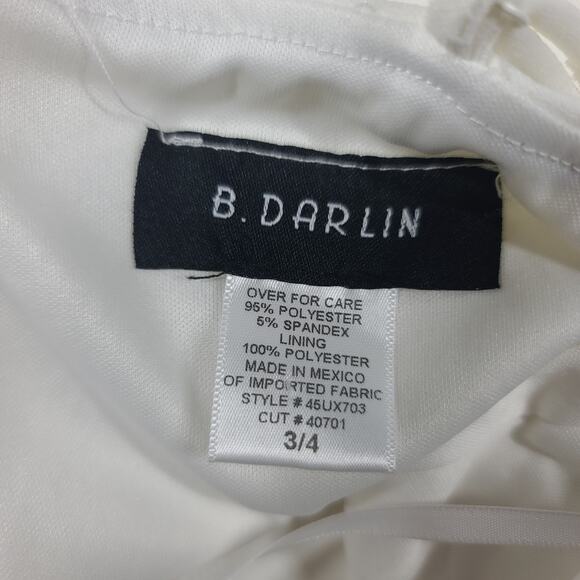 B. DARLIN
OVER FOR CARE
95% POLYESTER
5% SPANDEX
LINING
100% POLYESTER
MADE IN MEXICO
OF IMPORTED FABRIC
STYLE # 45UX703
CUT # 40701
3/4